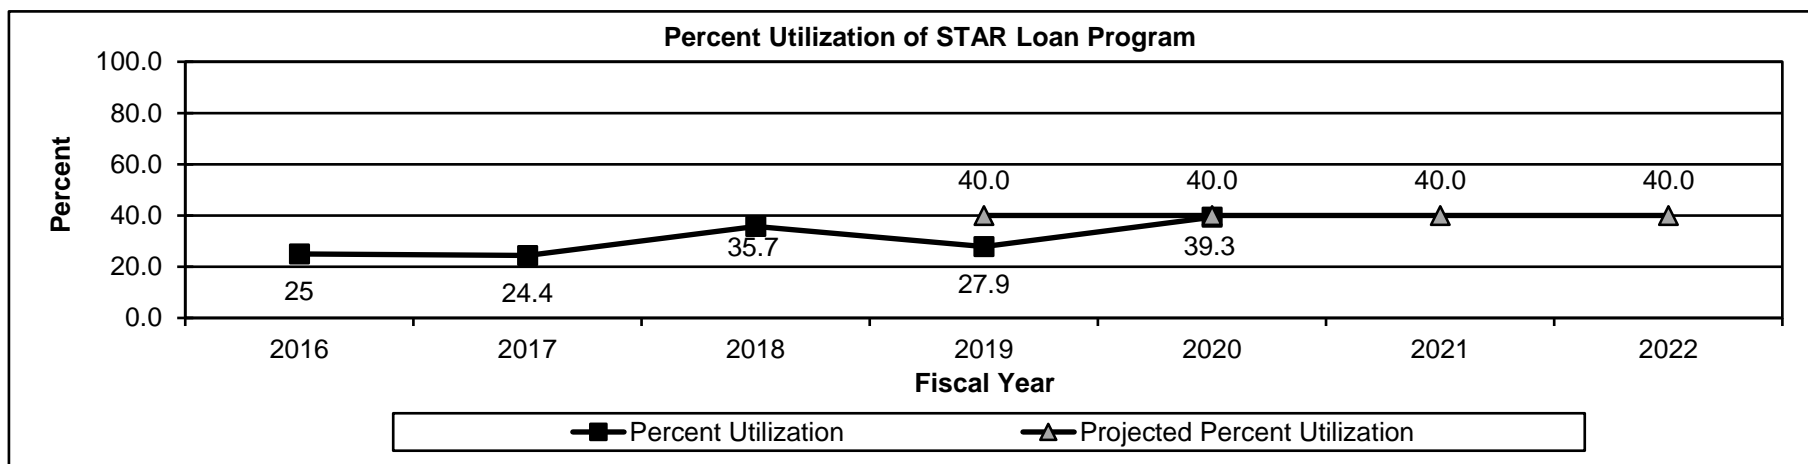 Percent Utilization of STAR Loan Program
100.0
80.0
60.0
40.0
20.0
0.0
Percent
40.0 40.0 40.0 40.0
25 24.4 35.7 27.9 39.3
2016 2017 2018 2019 2020 2021 2022
Fiscal Year
Percent Utilization Projected Percent Utilization